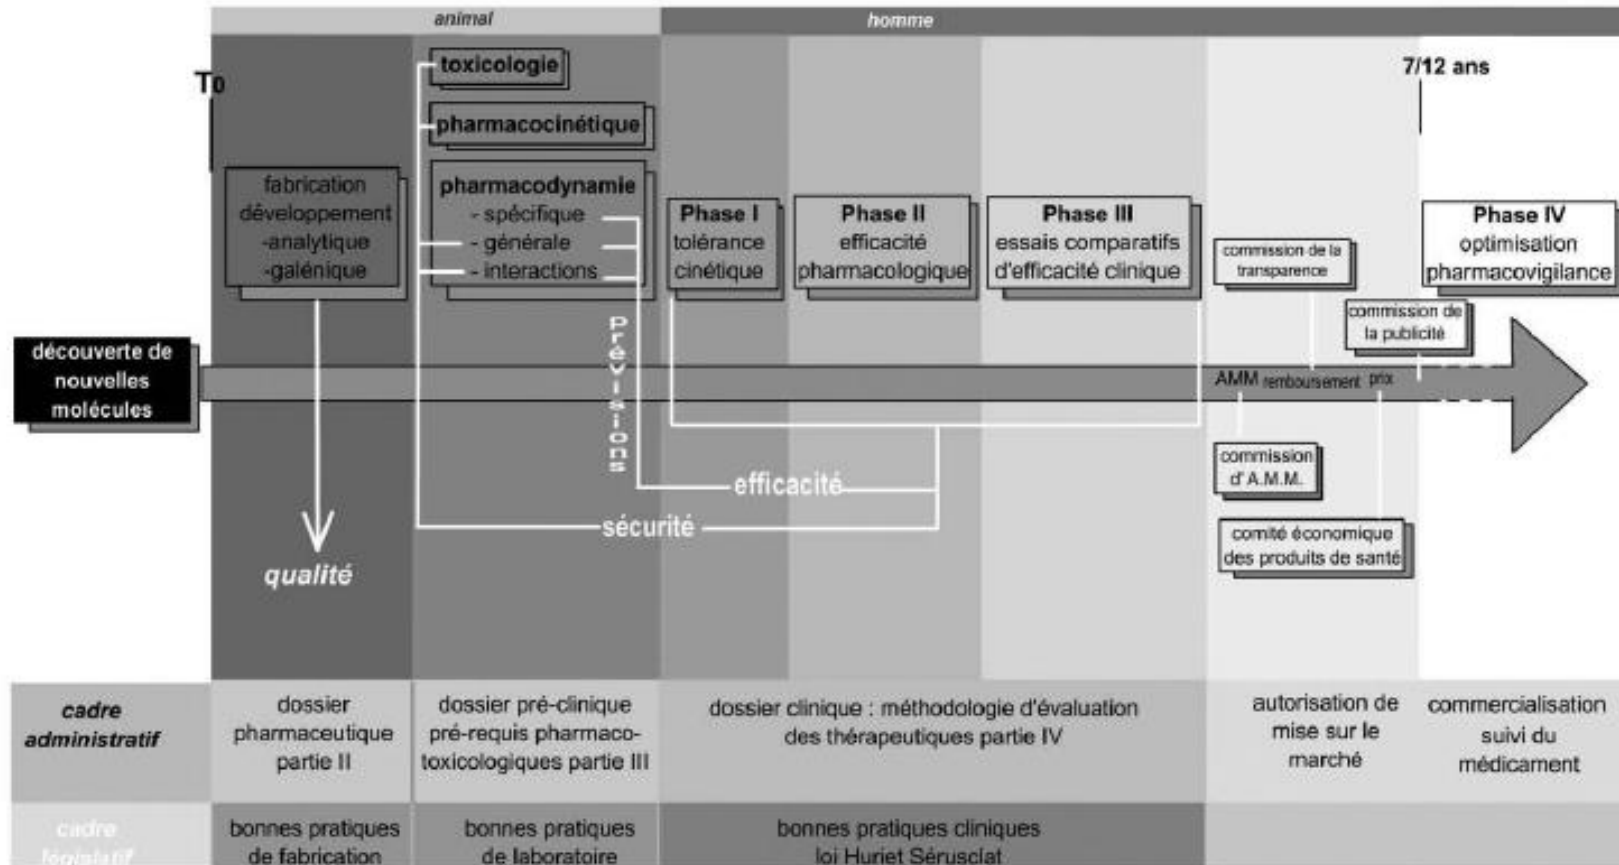 animal
homme
T0
7/12 ans
toxicologie
pharmacocinétique
pharmacodynamie
- spécifique
- générale
- interactions
fabrication
développement
-analytique
-galénique
Phase I
tolérance
cinétique
Phase II
efficacité
pharmacologique
Phase III
essais comparatifs
d'efficacité clinique
commission de la
transparence
Phase IV
optimisation
pharmacovigilance
commission de
la publicité
découverte de
nouvelles
molécules
prévisions
AMM remboursement prix
commission
d' A.M.M.
efficacité
sécurité
comité économique
des produits de santé
qualité
cadre
administratif
dossier
pharmaceutique
partie II
dossier pré-clinique
pré-requis pharmaco-
toxicologiques partie III
dossier clinique : méthodologie d'évaluation
des thérapeutiques partie IV
autorisation de
mise sur le
marché
commercialisation
suivi du
médicament
cadre
législatif
bonnes pratiques
de fabrication
bonnes pratiques
de laboratoire
bonnes pratiques cliniques
loi Huriet Sérusclat